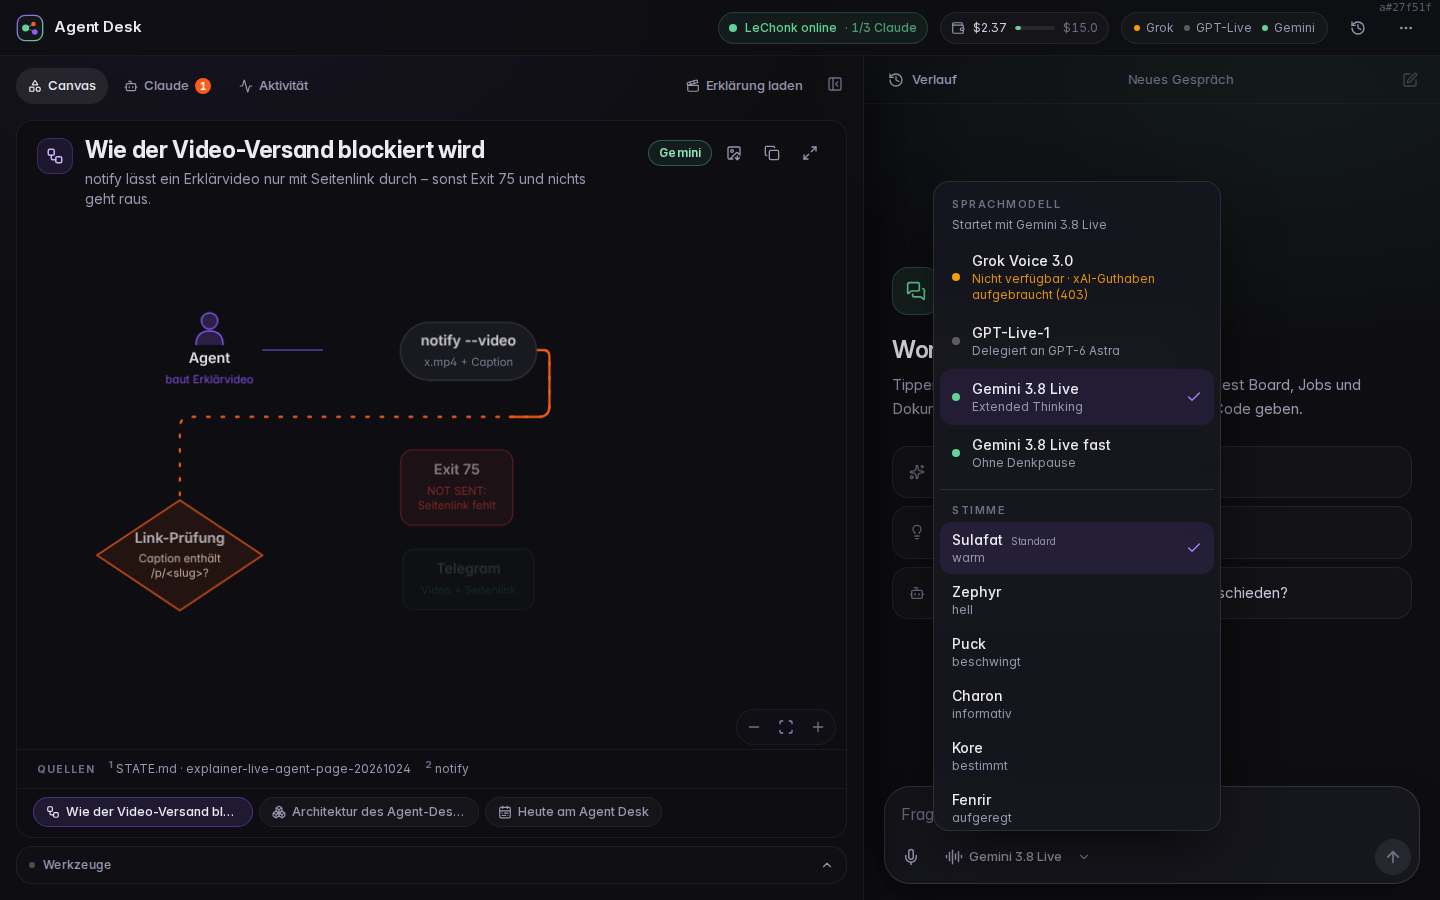 a#27f51f
Agent Desk
LeChonk online · 1/3 Claude
$2.37
$15.0
Grok
GPT-Live
Gemini
Canvas
Claude 1
Aktivität
Erklärung laden
Verlauf
Neues Gespräch
Wie der Video-Versand blockiert wird
Gemini
notify lässt ein Erklärvideo nur mit Seitenlink durch – sonst Exit 75 und nichts
geht raus.
Agent
baut Erklärvideo
notify --video
x.mp4 + Caption
Exit 75
NOT SENT:
Seitenlink fehlt
Link-Prüfung
Caption enthält
/p/<slug>?
Telegram
Video + Seitenlink
QUELLEN
1 STATE.md · explainer-live-agent-page-20261024
2 notify
Wie der Video-Versand bl…
Architektur des Agent-Des…
Heute am Agent Desk
Werkzeuge
SPRACHMODELL
Startet mit Gemini 3.8 Live
Grok Voice 3.0
Nicht verfügbar · xAI-Guthaben
aufgebraucht (403)
GPT-Live-1
Delegiert an GPT-6 Astra
Gemini 3.8 Live
Extended Thinking
Gemini 3.8 Live fast
Ohne Denkpause
STIMME
Sulafat Standard
warm
Zephyr
hell
Puck
beschwingt
Charon
informativ
Kore
bestimmt
Fenrir
aufgeregt
Board, Jobs und
geben.
schieden?
Gemini 3.8 Live